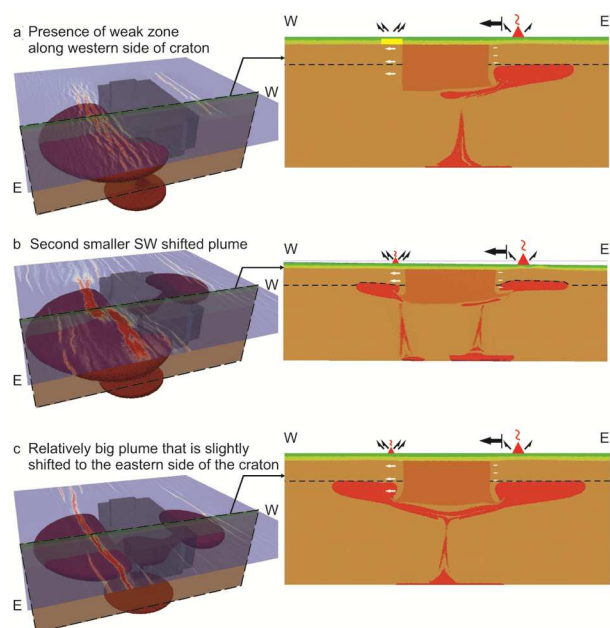 a Presence of weak zone
along western side of craton
W
E
W
E
b Second smaller SW shifted plume
W
E
W
E
c Relatively big plume that is slightly
shifted to the eastern side of the craton
W
E
W
E